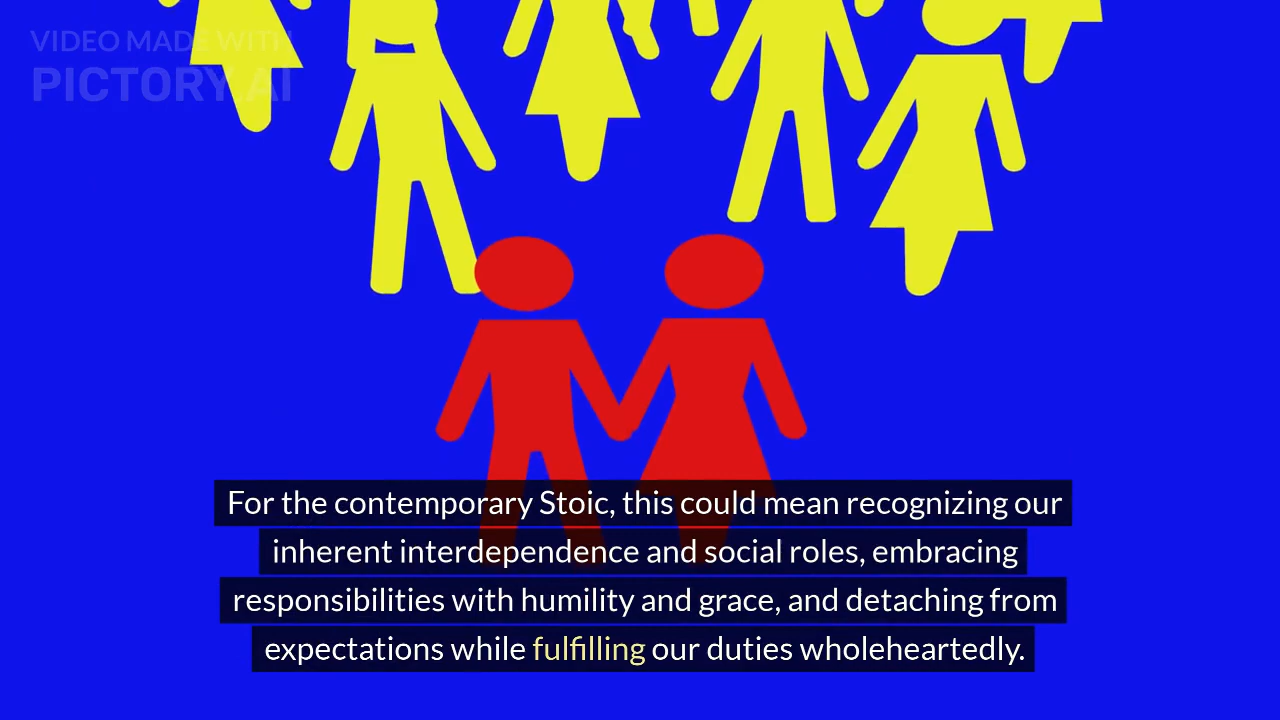 VIDEO MADE WITH
PICTORY.AI
For the contemporary Stoic, this could mean recognizing our
inherent interdependence and social roles, embracing
responsibilities with humility and grace, and detaching from
expectations while fulfilling our duties wholeheartedly.